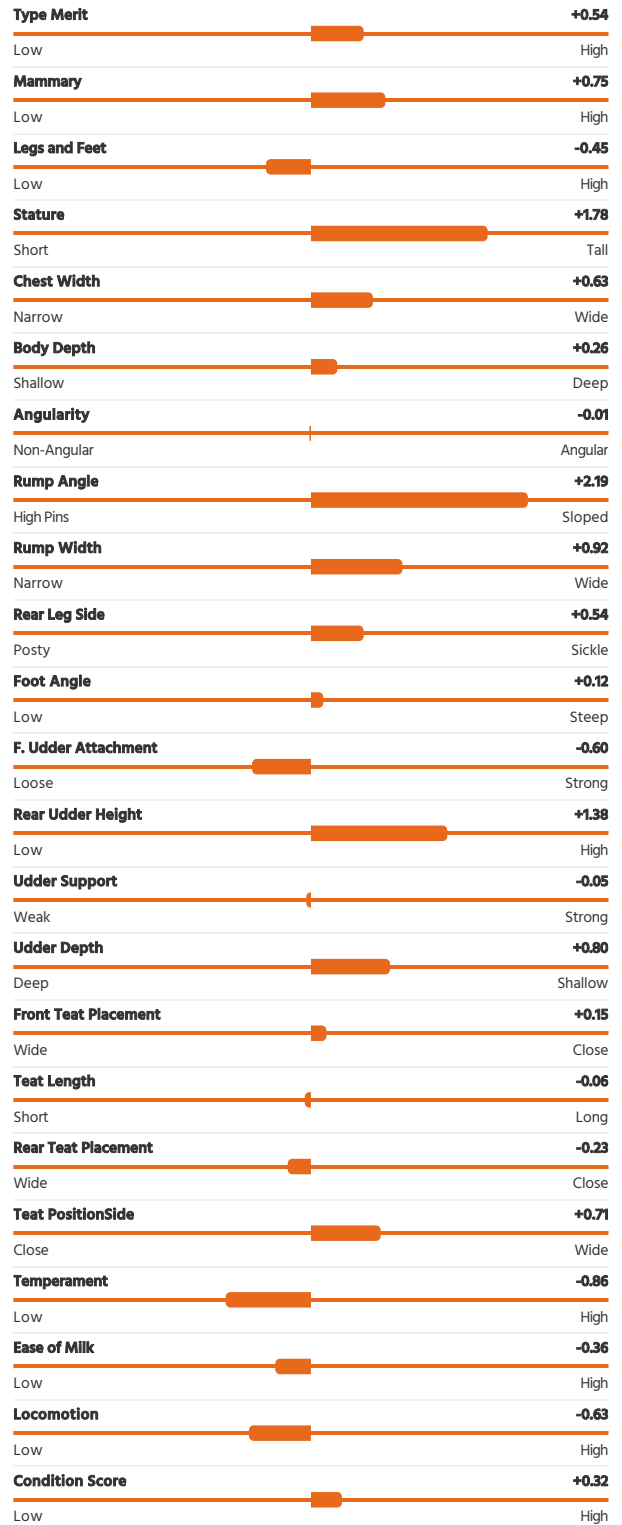 Type Merit +0.54
Low High
Mammary +0.75
Low High
Legs and Feet -0.45
Low High
Stature +1.78
Short Tall
Chest Width +0.63
Narrow Wide
Body Depth +0.26
Shallow Deep
Angularity -0.01
Non-Angular Angular
Rump Angle +2.19
High Pins Sloped
Rump Width +0.92
Narrow Wide
Rear Leg Side +0.54
Posty Sickle
Foot Angle +0.12
Low Steep
F. Udder Attachment -0.60
Loose Strong
Rear Udder Height +1.38
Low High
Udder Support -0.05
Weak Strong
Udder Depth +0.80
Deep Shallow
Front Teat Placement +0.15
Wide Close
Teat Length -0.06
Short Long
Rear Teat Placement -0.23
Wide Close
Teat PositionSide +0.71
Close Wide
Temperament -0.86
Low High
Ease of Milk -0.36
Low High
Locomotion -0.63
Low High
Condition Score +0.32
Low High